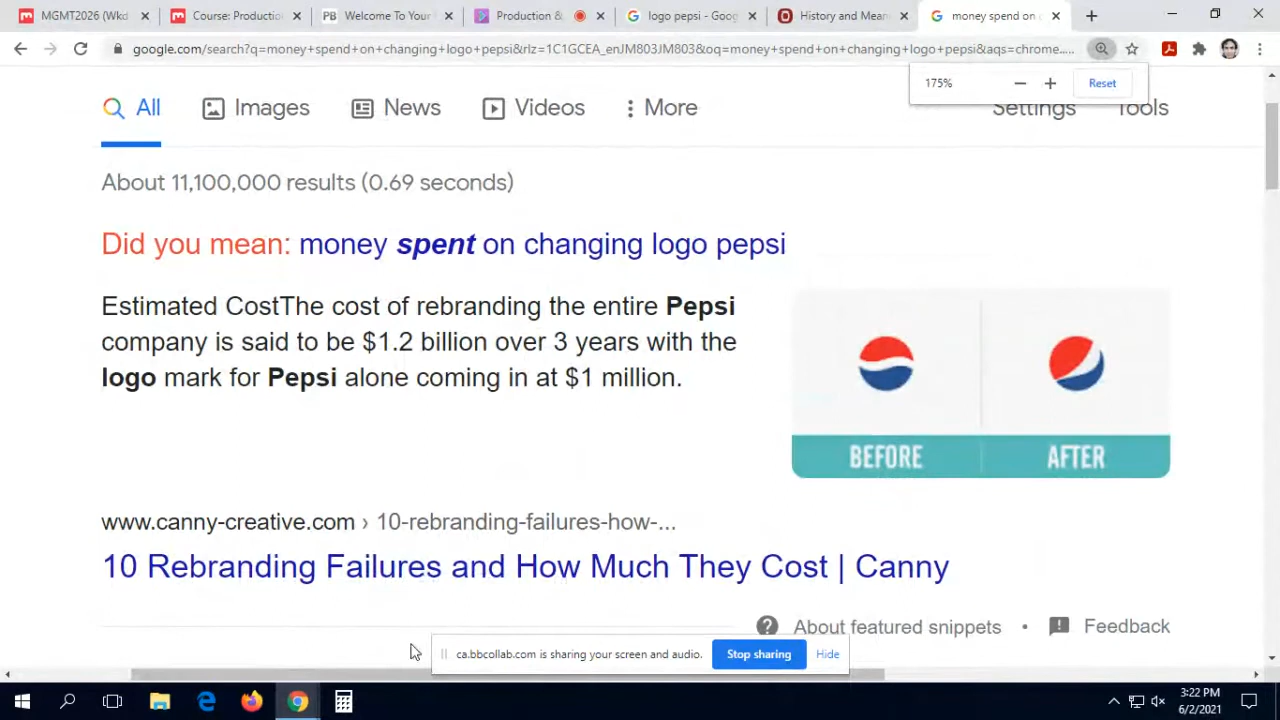 MGMT2026 (Wkd
Course: Productio
PB Welcome To Your
Production &
logo pepsi - Goog
History and Mean
money spend on c
google.com/search?q=money+spend+on+changing+logo+pepsi&rlz=1C1GCEA_enJM803JM803&oq=money+spend+on+changing+logo+pepsi&aqs=chrome.....
175%
Reset
All
Images
News
Videos
More
Settings
Tools
About 11,100,000 results (0.69 seconds)
Did you mean: money spent on changing logo pepsi
Estimated CostThe cost of rebranding the entire Pepsi
company is said to be $1.2 billion over 3 years with the
logo mark for Pepsi alone coming in at $1 million.
BEFORE
AFTER
www.canny-creative.com › 10-rebranding-failures-how-...
10 Rebranding Failures and How Much They Cost | Canny
About featured snippets • Feedback
ca.bbcollab.com is sharing your screen and audio.
Stop sharing
Hide
3:22 PM
6/2/2021